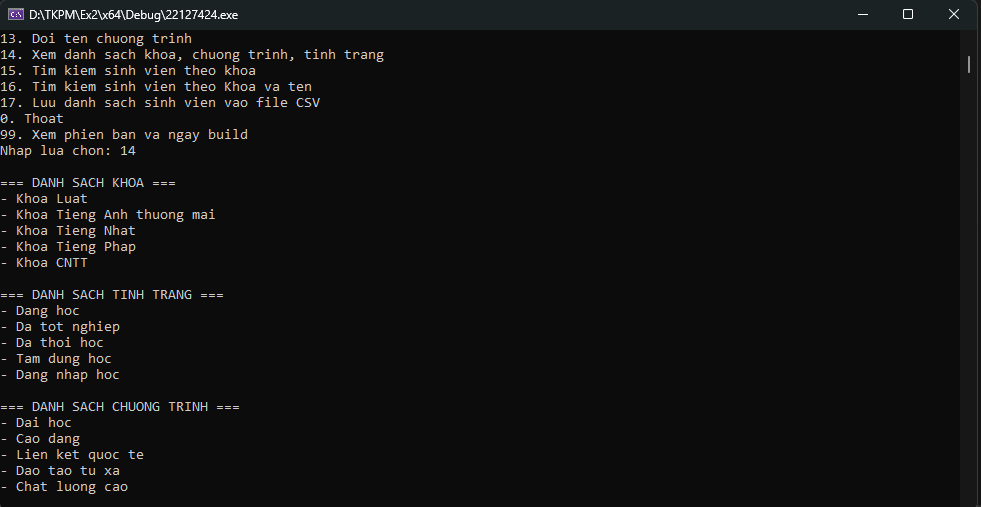 D:\TKPM\Ex2\x64\Debug\22127424.exe
13. Doi ten chuong trinh
14. Xem danh sach khoa, chuong trinh, tinh trang
15. Tim kiem sinh vien theo khoa
16. Tim kiem sinh vien theo Khoa va ten
17. Luu danh sach sinh vien vao file CSV
0. Thoat
99. Xem phien ban va ngay build
Nhap lua chon: 14
=== DANH SACH KHOA ===
- Khoa Luat
- Khoa Tieng Anh thuong mai
- Khoa Tieng Nhat
- Khoa Tieng Phap
- Khoa CNTT
=== DANH SACH TINH TRANG ===
- Dang hoc
- Da tot nghiep
- Da thoi hoc
- Tam dung hoc
- Dang nhap hoc
=== DANH SACH CHUONG TRINH ===
- Dai hoc
- Cao dang
- Lien ket quoc te
- Dao tao tu xa
- Chat luong cao